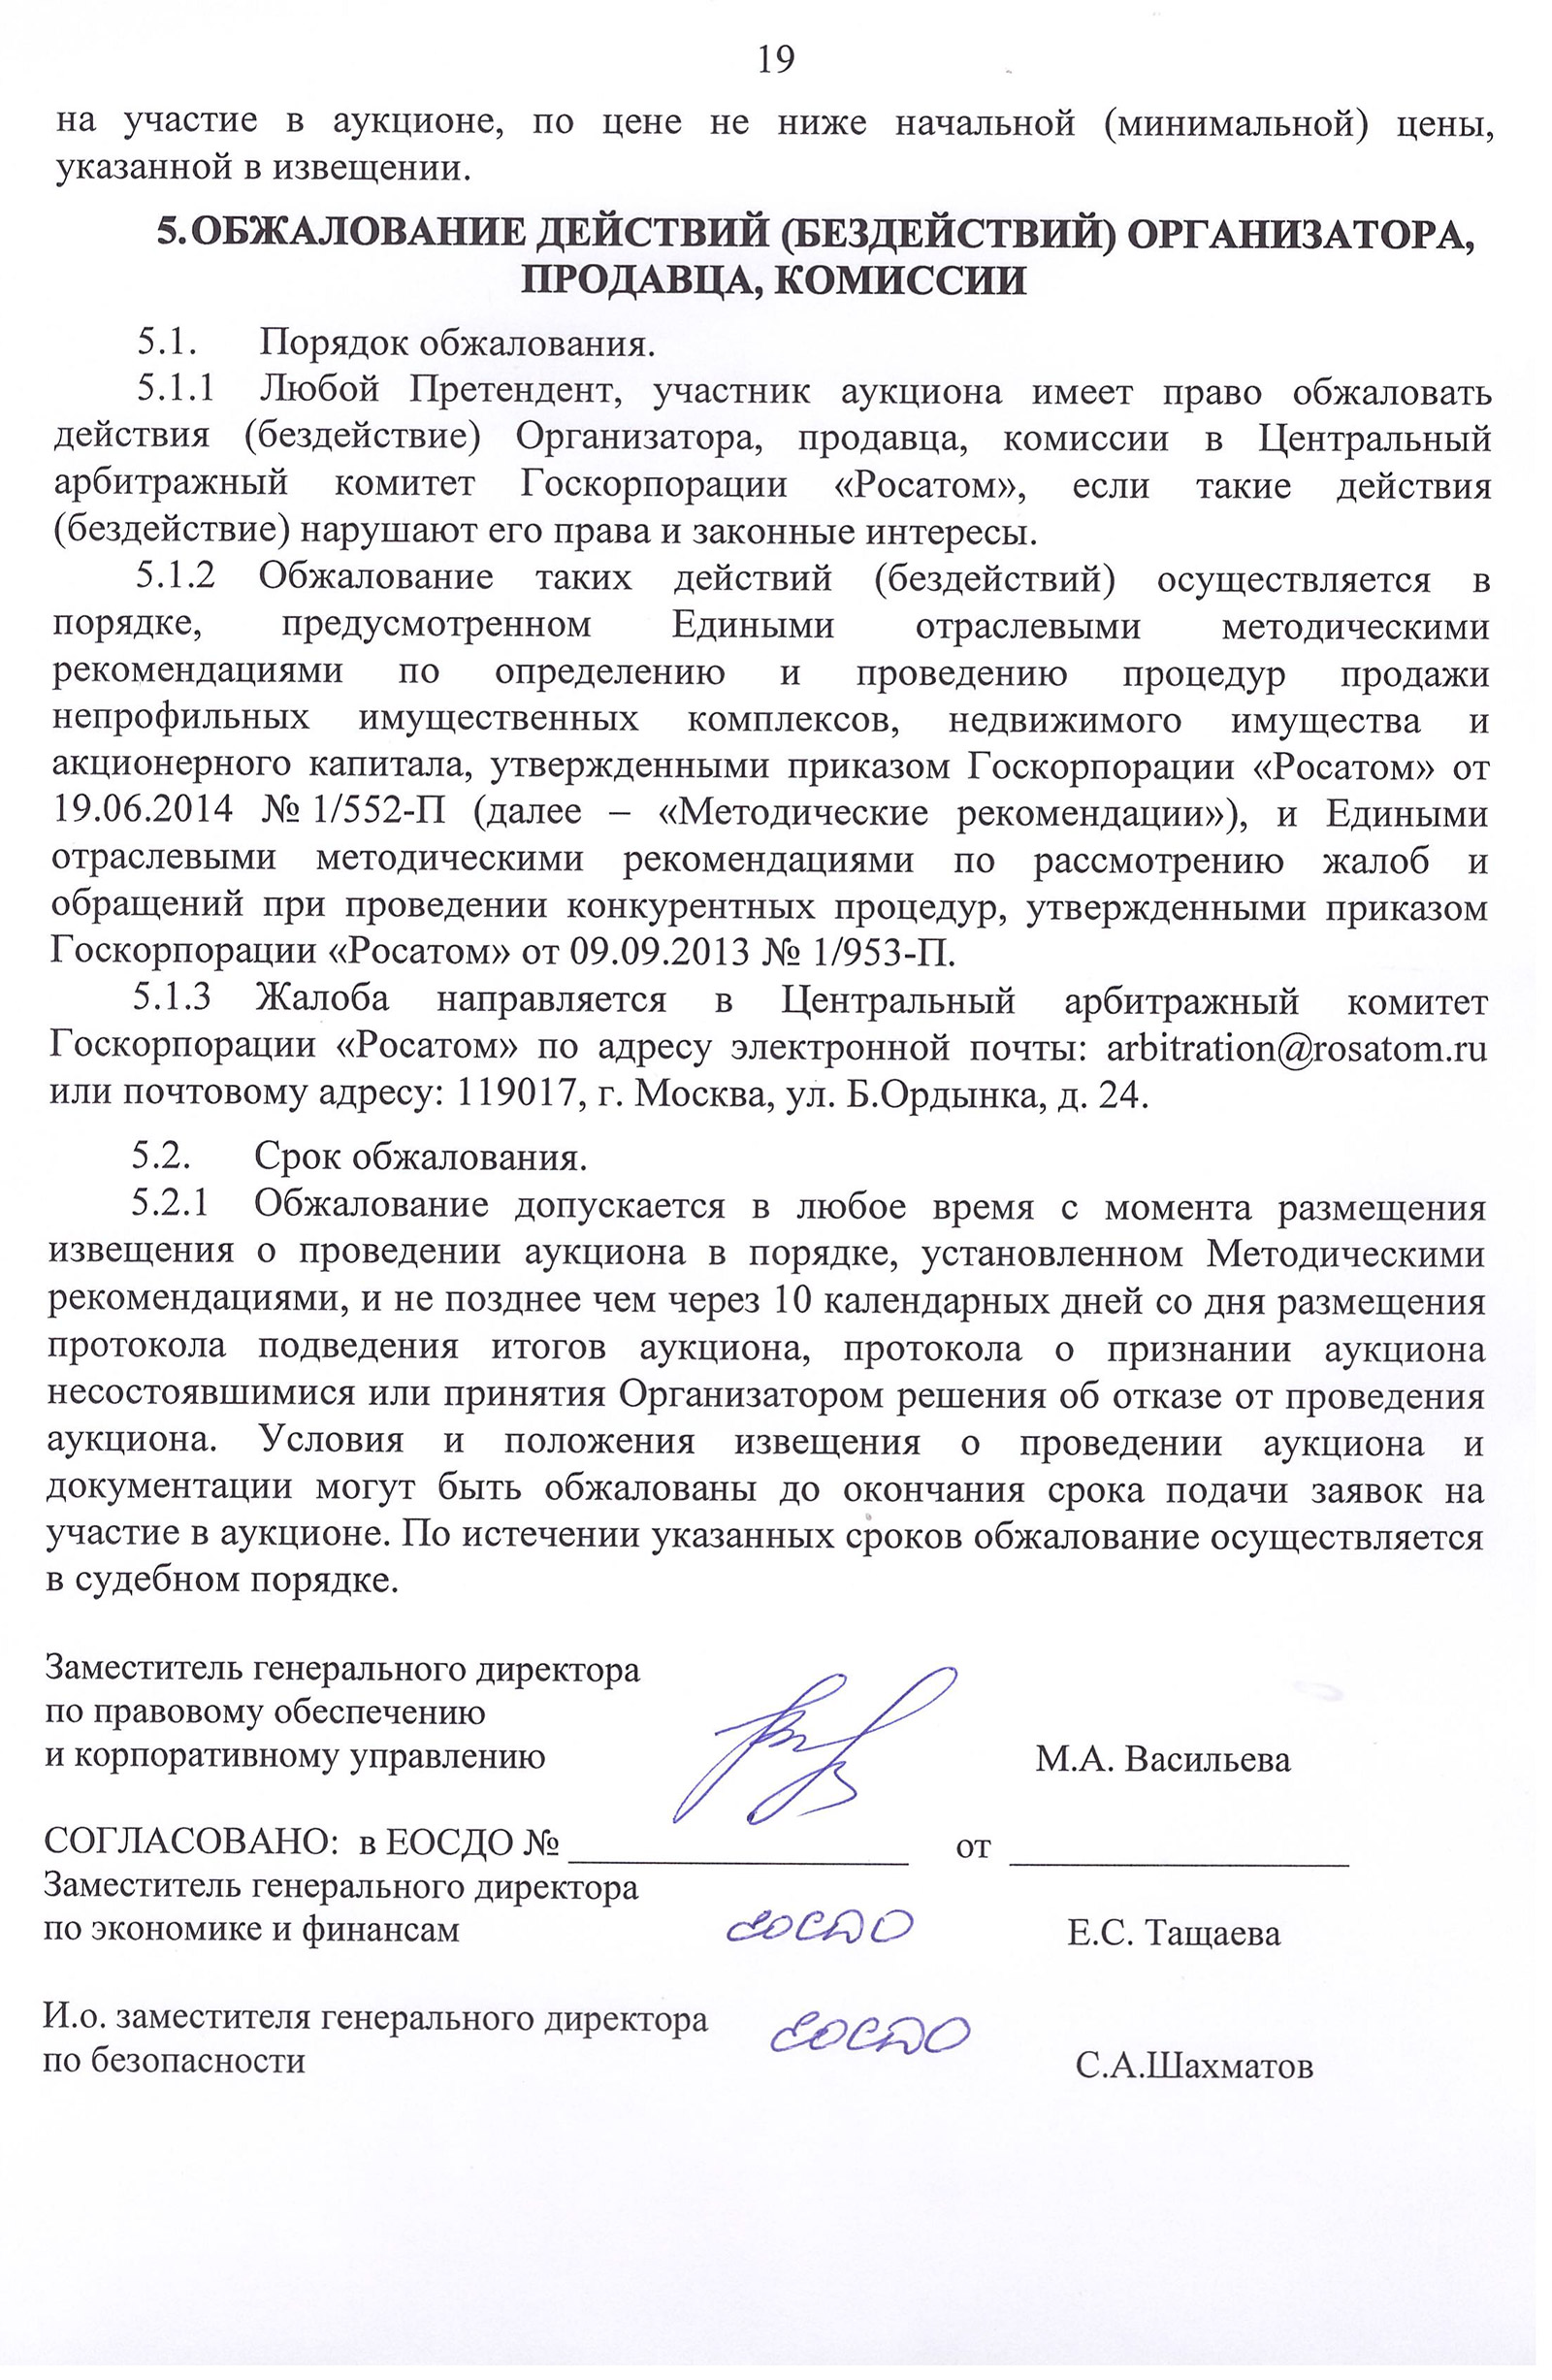 19
на участие в аукционе, по цене не ниже начальной (минимальной) цены,
указанной в извещении.
5. ОБЖАЛОВАНИЕ ДЕЙСТВИЙ (БЕЗДЕЙСТВИЙ) ОРГАНИЗАТОРА,
ПРОДАВЦА, КОМИССИИ
5.1. Порядок обжалования.
5.1.1 Любой Претендент, участник аукциона имеет право обжаловать
действия (бездействие) Организатора, продавца, комиссии в Центральный
арбитражный комитет Госкорпорации «Росатом», если такие действия
(бездействие) нарушают его права и законные интересы.
5.1.2 Обжалование таких действий (бездействий) осуществляется в
порядке, предусмотренном Едиными отраслевыми методическими
рекомендациями по определению и проведению процедур продажи
непрофильных имущественных комплексов, недвижимого имущества и
акционерного капитала, утвержденными приказом Госкорпорации «Росатом» от
19.06.2014 № 1/552-П (далее – «Методические рекомендации»), и Едиными
отраслевыми методическими рекомендациями по рассмотрению жалоб и
обращений при проведении конкурентных процедур, утвержденными приказом
Госкорпорации «Росатом» от 09.09.2013 № 1/953-П.
5.1.3 Жалоба направляется в Центральный арбитражный комитет
Госкорпорации «Росатом» по адресу электронной почты: arbitration@rosatom.ru
или почтовому адресу: 119017, г. Москва, ул. Б.Ордынка, д. 24.
5.2. Срок обжалования.
5.2.1 Обжалование допускается в любое время с момента размещения
извещения о проведении аукциона в порядке, установленном Методическими
рекомендациями, и не позднее чем через 10 календарных дней со дня размещения
протокола подведения итогов аукциона, протокола о признании аукциона
несостоявшимися или принятия Организатором решения об отказе от проведения
аукциона. Условия и положения извещения о проведении аукциона и
документации могут быть обжалованы до окончания срока подачи заявок на
участие в аукционе. По истечении указанных сроков обжалование осуществляется
в судебном порядке.
Заместитель генерального директора
по правовому обеспечению
и корпоративному управлению М.А. Васильева
СОГЛАСОВАНО: в ЕОСДО № ________________ от ________________
Заместитель генерального директора
по экономике и финансам ЕОСДО Е.С. Тащаева
И.о. заместителя генерального директора
по безопасности ЕОСДО С.А.Шахматов